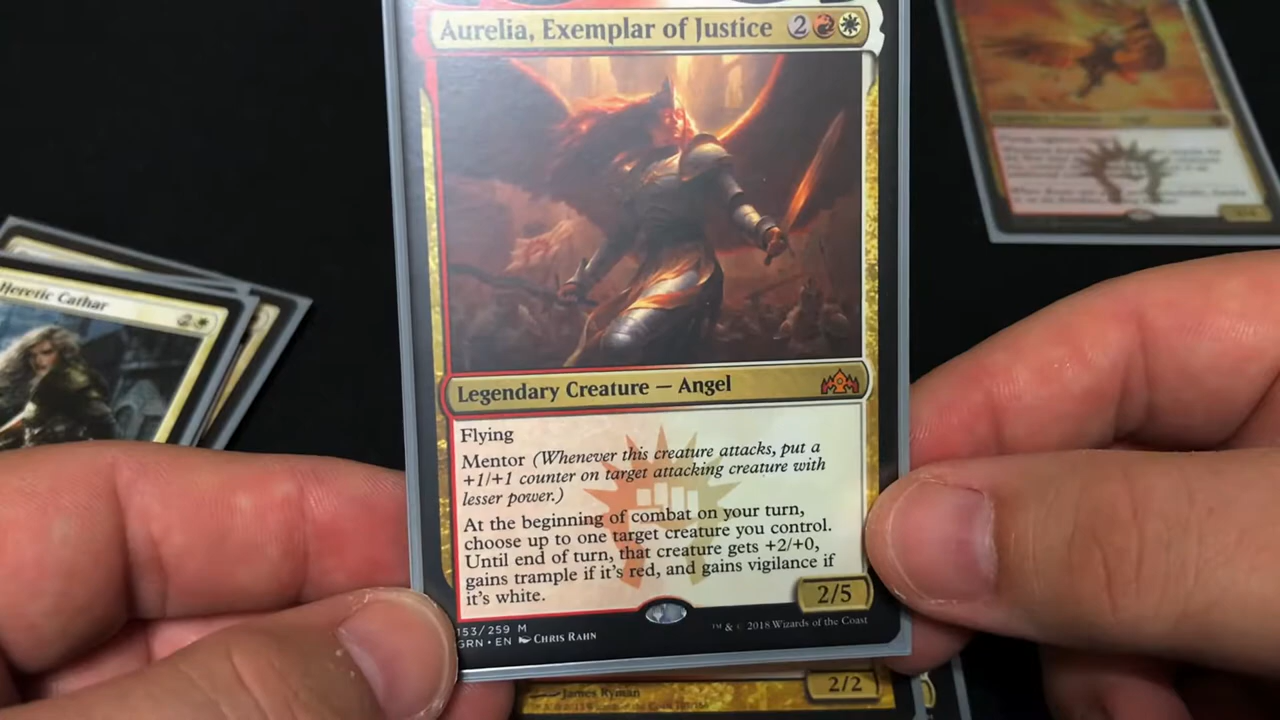 Aurelia, Exemplar of Justice 2
Legendary Creature — Angel
Flying
Mentor (Whenever this creature attacks, put a
+1/+1 counter on target attacking creature with
lesser power.)
At the beginning of combat on your turn,
choose up to one target creature you control.
Until end of turn, that creature gets +2/+0,
gains trample if it's red, and gains vigilance if
it's white.
2/5
153/259 M
GRN • EN Chris Rahn
™ & © 2018 Wizards of the Coast
Heretic Cathar 2
James Ryman
2/2